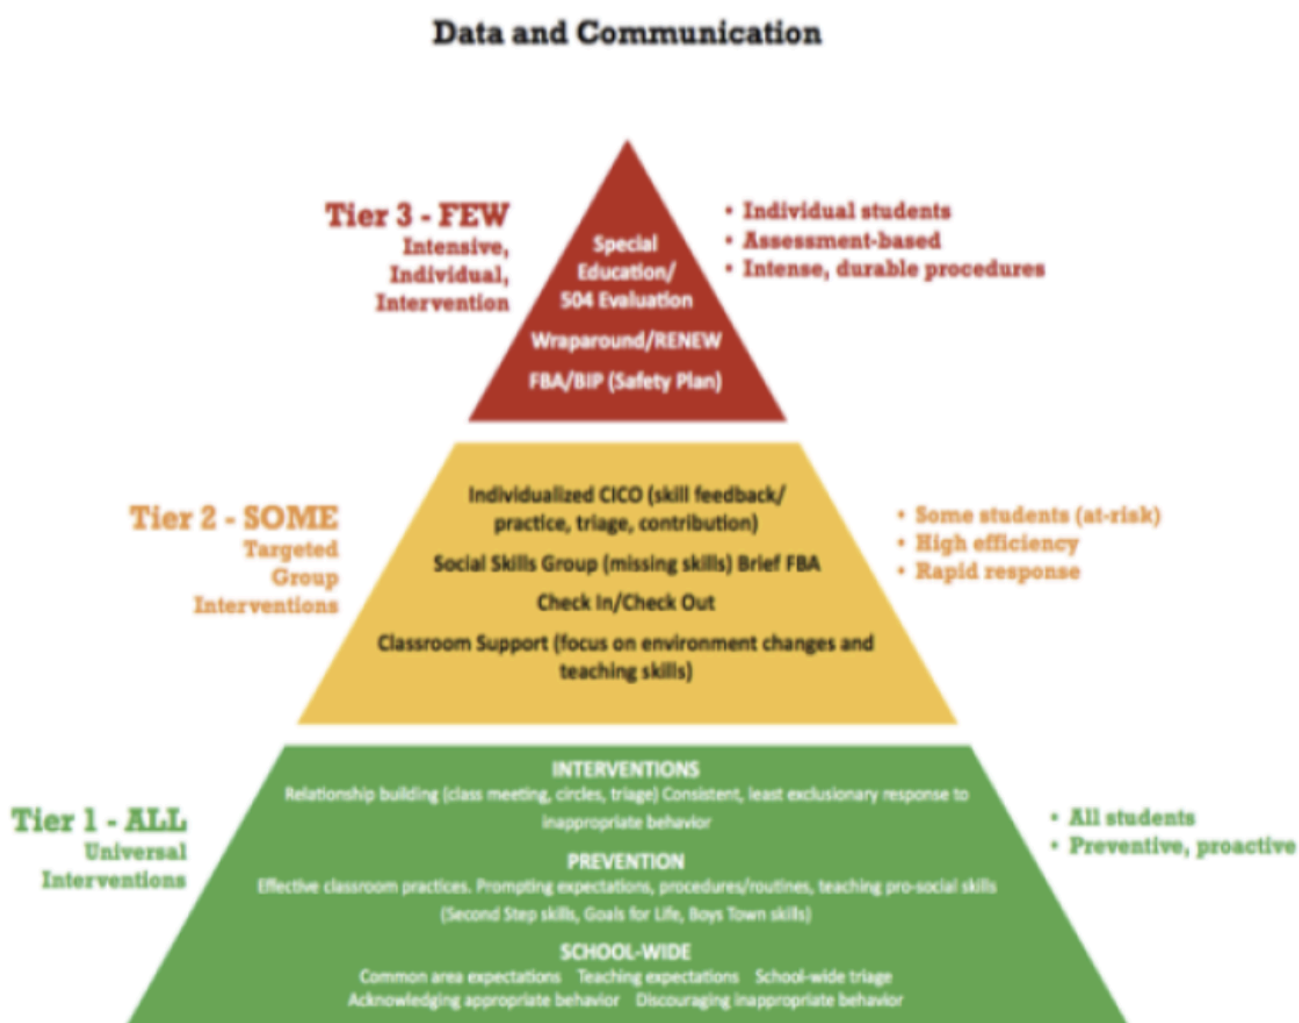 Data and Communication
Tier 3 - FEW
Intensive,
Individual,
Intervention
Special
Education/
504 Evaluation
Wraparound/RENEW
FBA/BIP (Safety Plan)
• Individual students
• Assessment-based
• Intense, durable procedures
Tier 2 - SOME
Targeted
Group
Interventions
Individualized CICO (skill feedback/
practice, triage, contribution)
Social Skills Group (missing skills) Brief FBA
Check In/Check Out
Classroom Support (focus on environment changes and
teaching skills)
• Some students (at-risk)
• High efficiency
• Rapid response
Tier 1 - ALL
Universal
Interventions
INTERVENTIONS
Relationship building (class meeting, circles, triage) Consistent, least exclusionary response to
inappropriate behavior
PREVENTION
Effective classroom practices. Prompting expectations, procedures/routines, teaching pro-social skills
(Second Step skills, Goals for Life, Boys Town skills)
SCHOOL-WIDE
Common area expectations Teaching expectations School-wide triage
Acknowledging appropriate behavior Discouraging inappropriate behavior
• All students
• Preventive, proactive